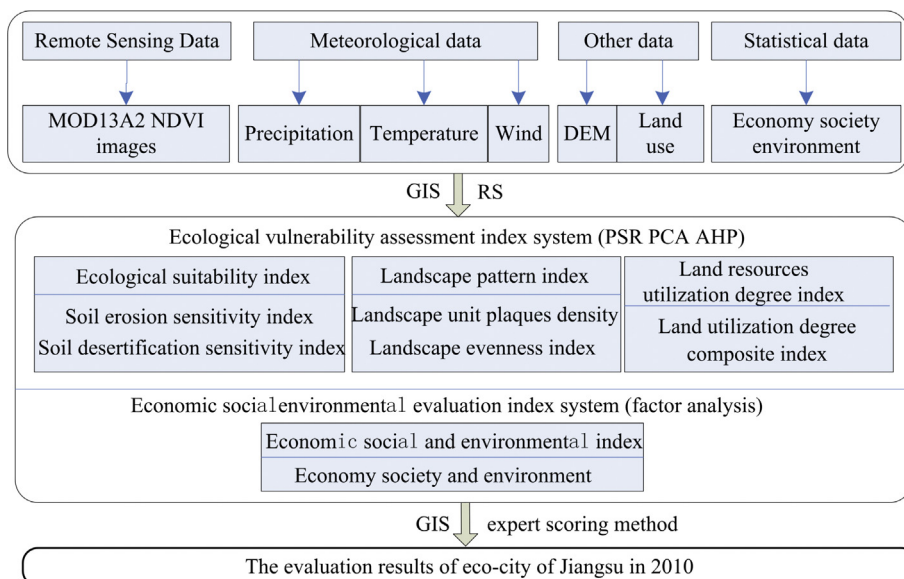 Remote Sensing Data
Meteorological data
Other data
Statistical data
MOD13A2 NDVI
images
Precipitation
Temperature
Wind
DEM
Land
use
Economy society
environment
GIS RS
Ecological vulnerability assessment index system (PSR PCA AHP)
Ecological suitability index
Soil erosion sensitivity index
Soil desertification sensitivity index
Landscape pattern index
Landscape unit plaques density
Landscape evenness index
Land resources
utilization degree index
Land utilization degree
composite index
Economic socialenvironmental evaluation index system (factor analysis)
Economic social and environmental index
Economy society and environment
GIS expert scoring method
The evaluation results of eco-city of Jiangsu in 2010